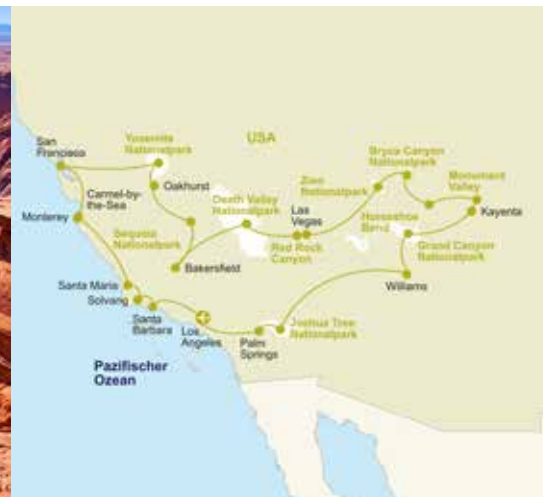 San
Francisco
Yosemite
Nationalpark
USA
Bryce Canyon
Nationalpark
Zion
Nationalpark
Monument
Valley
Oakhurst
Carmel-by-
the-Sea
Death Valley
Nationalpark
Las
Vegas
Horseshoe
Bend
Kayenta
Monterey
Sequoia
Nationalpark
Red Rock
Canyon
Grand Canyon
Nationalpark
Bakersfield
Williams
Santa Maria
Solvang
Santa
Barbara
Los
Angeles
Palm
Springs
Joshua Tree
Nationalpark
Pazifischer
Ozean